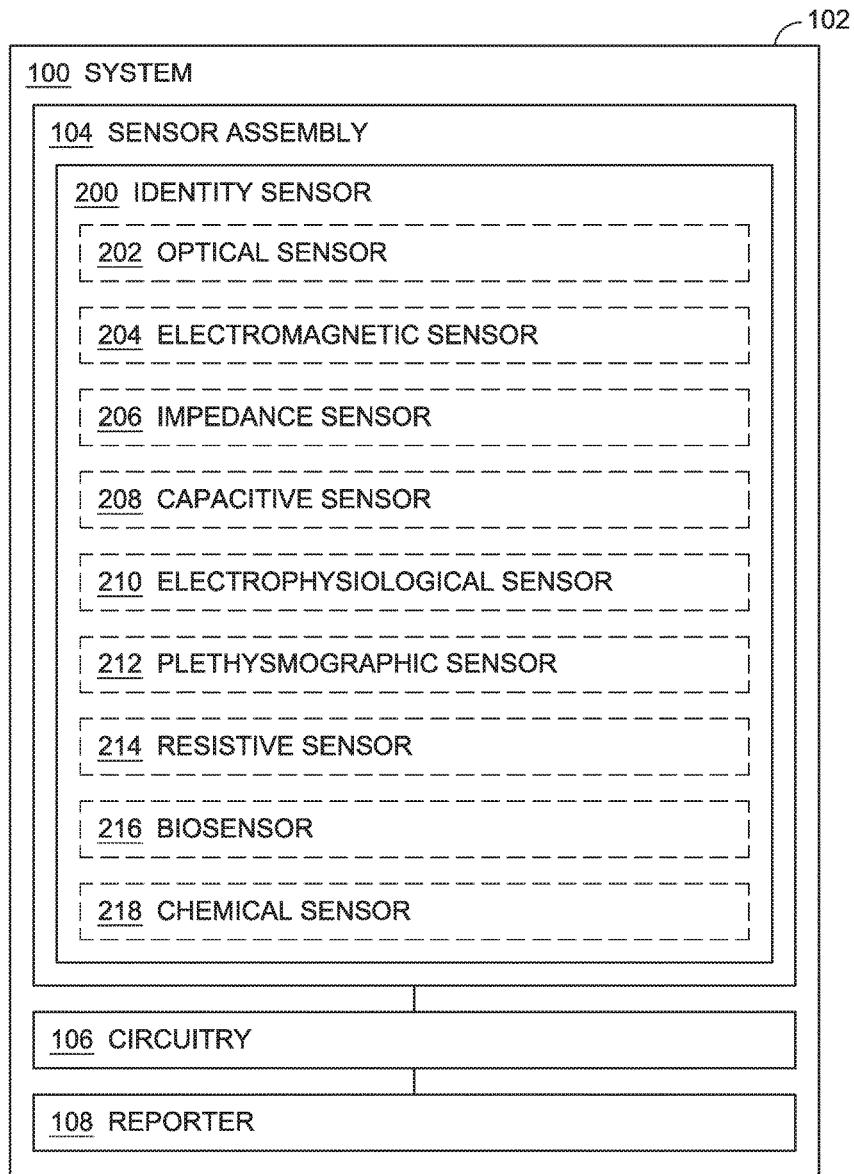 102
100 SYSTEM
104 SENSOR ASSEMBLY
200 IDENTITY SENSOR
202 OPTICAL SENSOR
204 ELECTROMAGNETIC SENSOR
206 IMPEDANCE SENSOR
208 CAPACITIVE SENSOR
210 ELECTROPHYSIOLOGICAL SENSOR
212 PLETHYSMOGRAPHIC SENSOR
214 RESISTIVE SENSOR
216 BIOSENSOR
218 CHEMICAL SENSOR
106 CIRCUITRY
108 REPORTER